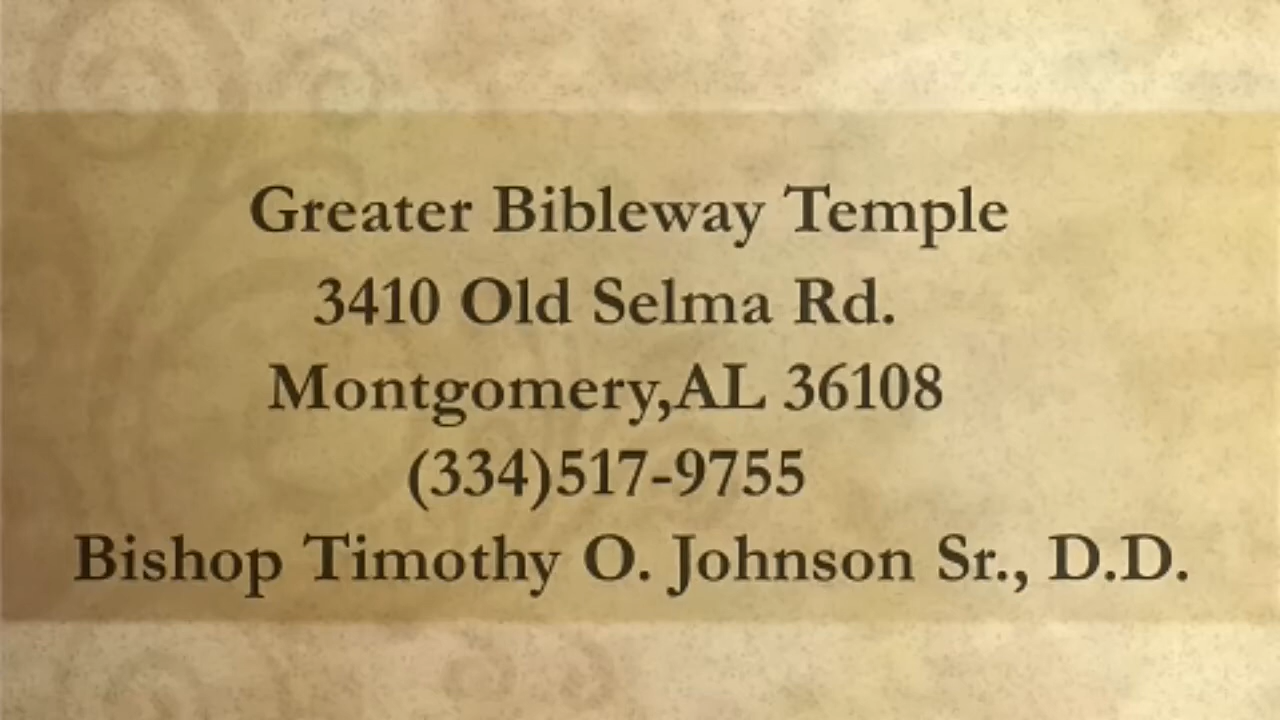 Greater Bibleway Temple
3410 Old Selma Rd.
Montgomery,AL 36108
(334)517-9755
Bishop Timothy O. Johnson Sr., D.D.